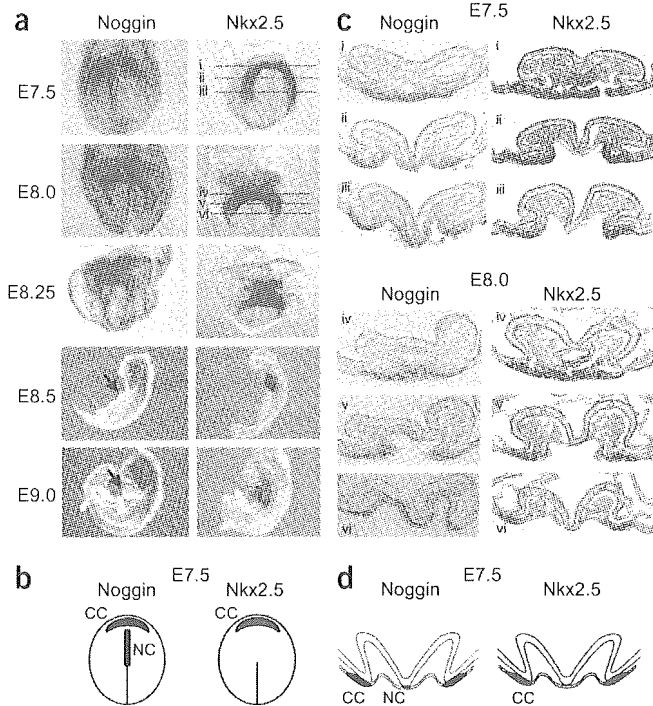 a
Noggin Nkx2.5
E7.5
i
ii
iii
E8.0
iv
v
vi
E8.25
E8.5
E9.0
b
E7.5
Noggin Nkx2.5
CC
NC
CC
c
E7.5
Noggin Nkx2.5
i i
ii ii
iii iii
E8.0
Noggin Nkx2.5
iv iv
v v
vi vi
d
E7.5
Noggin Nkx2.5
CC NC CC